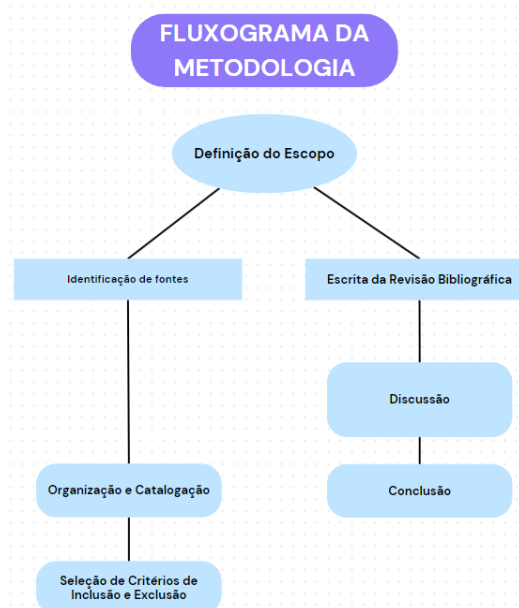 FLUXOGRAMA DA
METODOLOGIA
Definição do Escopo
Identificação de fontes
Escrita da Revisão Bibliográfica
Discussão
Organização e Catalogação
Conclusão
Seleção de Critérios de
Inclusão e Exclusão